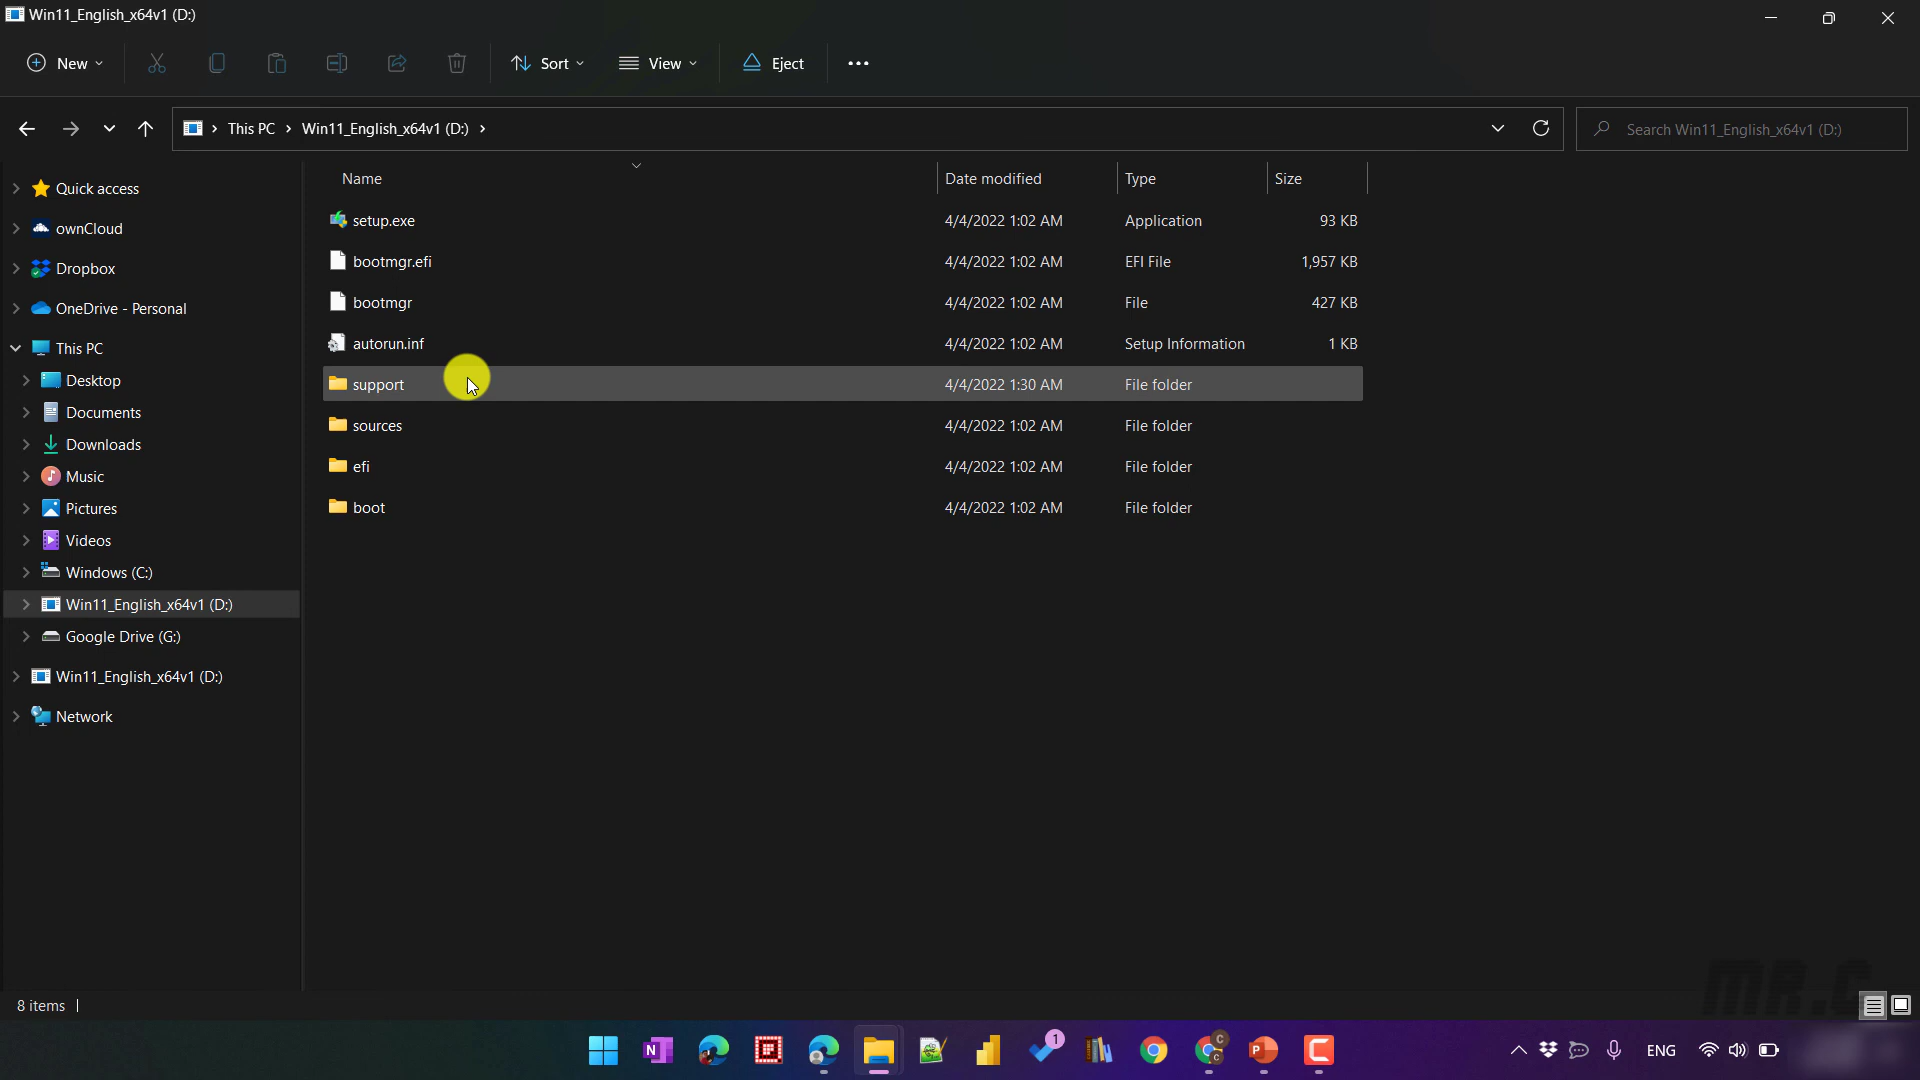 Win11_English_x64v1 (D:)
New
Sort
View
Eject
This PC
Win11_English_x64v1 (D:)
Search Win11_English_x64v1 (D:)
Name
Date modified
Type
Size
setup.exe
4/4/2022 1:02 AM
Application
93 KB
bootmgr.efi
4/4/2022 1:02 AM
EFI File
1,957 KB
bootmgr
4/4/2022 1:02 AM
File
427 KB
autorun.inf
4/4/2022 1:02 AM
Setup Information
1 KB
support
4/4/2022 1:30 AM
File folder
sources
4/4/2022 1:02 AM
File folder
efi
4/4/2022 1:02 AM
File folder
boot
4/4/2022 1:02 AM
File folder
Quick access
ownCloud
Dropbox
OneDrive - Personal
This PC
Desktop
Documents
Downloads
Music
Pictures
Videos
Windows (C:)
Win11_English_x64v1 (D:)
Google Drive (G:)
Win11_English_x64v1 (D:)
Network
8 items
1
ENG